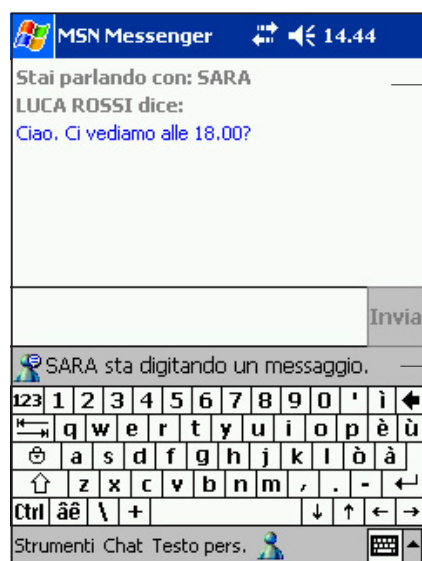 MSN Messenger 14.44
Stai parlando con: SARA
LUCA ROSSI dice:
Ciao. Ci vediamo alle 18.00?
Invia
SARA sta digitando un messaggio.
123 1 2 3 4 5 6 7 8 9 0 ' ì
q w e r t y u i o p è ù
a s d f g h j k l ò à
z x c v b n m , . -
Ctrl âê \ +
Strumenti Chat Testo pers.